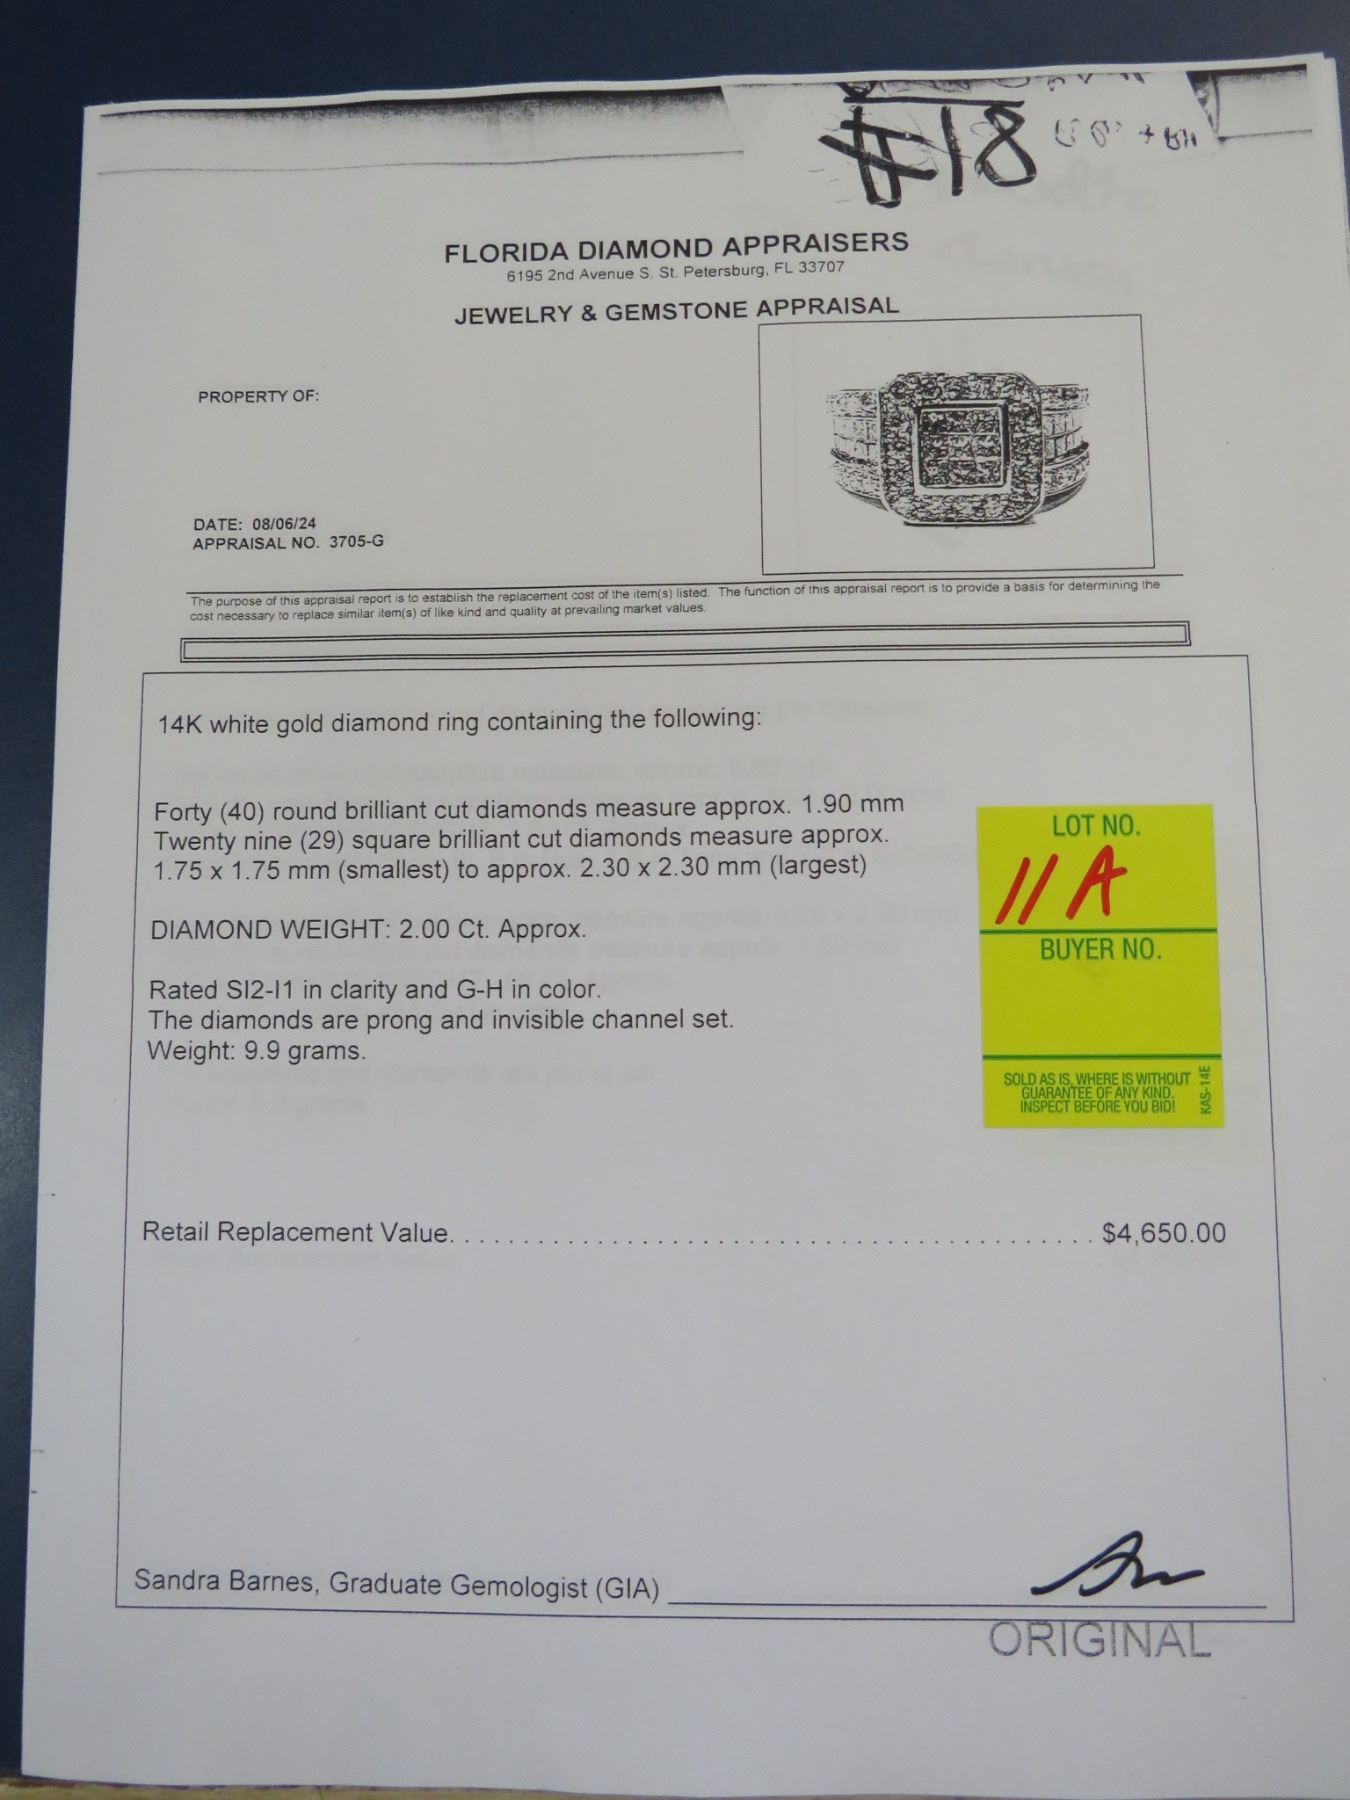 #18
FLORIDA DIAMOND APPRAISERS
6195 2nd Avenue S. St. Petersburg, FL 33707
JEWELRY & GEMSTONE APPRAISAL
PROPERTY OF:
DATE: 08/06/24
APPRAISAL NO. 3705-G
The purpose of this appraisal report is to establish the replacement cost of the item(s) listed. The function of this appraisal report is to provide a basis for determining the
cost necessary to replace similar item(s) of like kind and quality at prevailing market values.
14K white gold diamond ring containing the following:
Forty (40) round brilliant cut diamonds measure approx. 1.90 mm
Twenty nine (29) square brilliant cut diamonds measure approx.
1.75 x 1.75 mm (smallest) to approx. 2.30 x 2.30 mm (largest)
DIAMOND WEIGHT: 2.00 Ct. Approx.
Rated SI2-I1 in clarity and G-H in color.
The diamonds are prong and invisible channel set.
Weight: 9.9 grams.
LOT NO.
11A
BUYER NO.
SOLD AS IS, WHERE IS WITHOUT
GUARANTEE OF ANY KIND.
INSPECT BEFORE YOU BID!
KAS-14E
Retail Replacement Value. . . . . . . . . . . . . . . . . . . . . . . . . . . . . . . . . . . . . . . $4,650.00
Sandra Barnes, Graduate Gemologist (GIA)
ORIGINAL